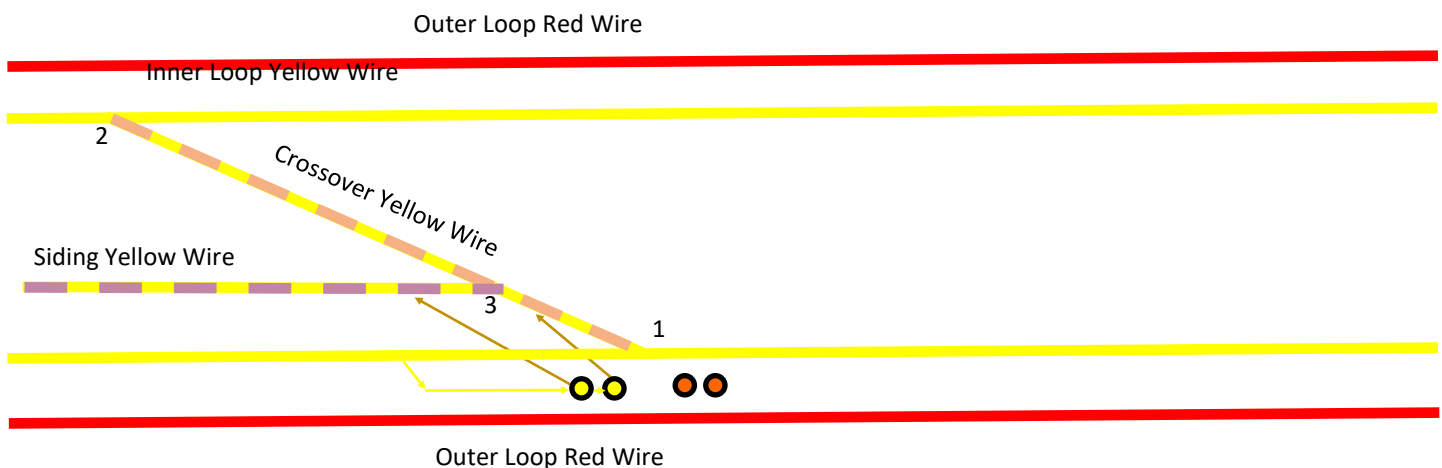 Outer Loop Red Wire
Inner Loop Yellow Wire
2
Crossover Yellow Wire
Siding Yellow Wire
3
1
Outer Loop Red Wire